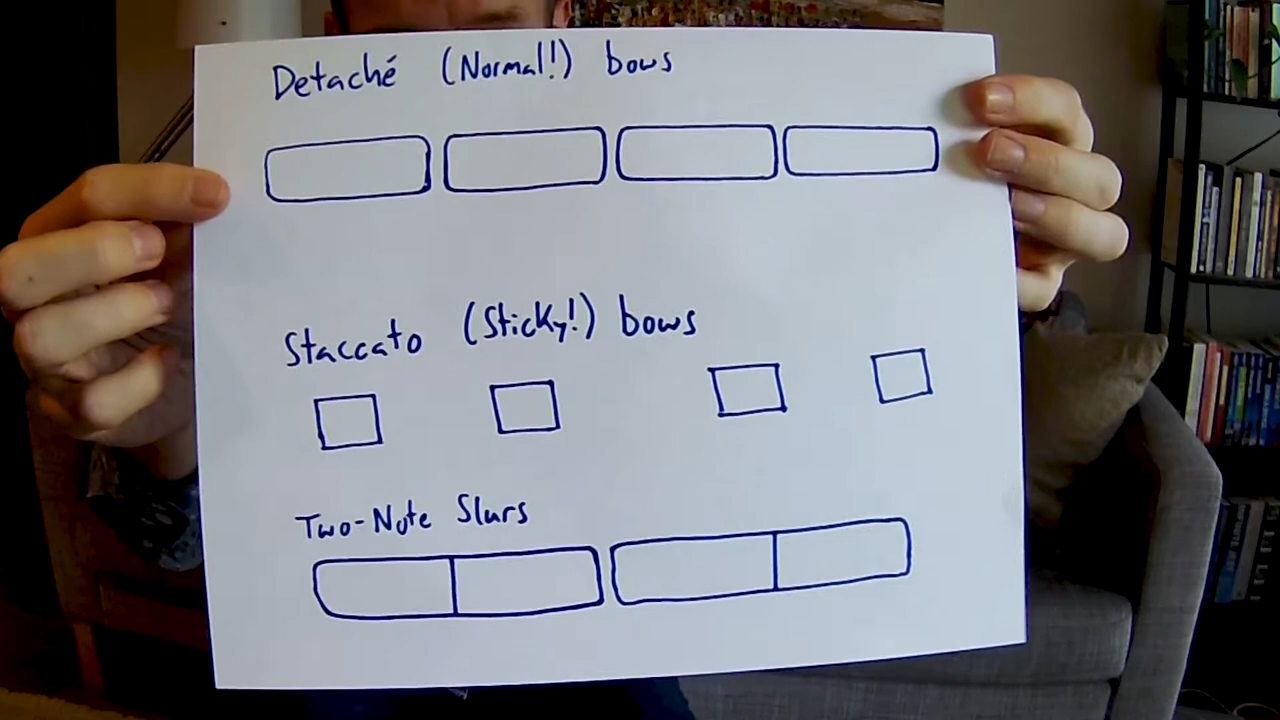 Detaché (Normal!) bows
Staccato (Sticky!) bows
Two-Note Slurs